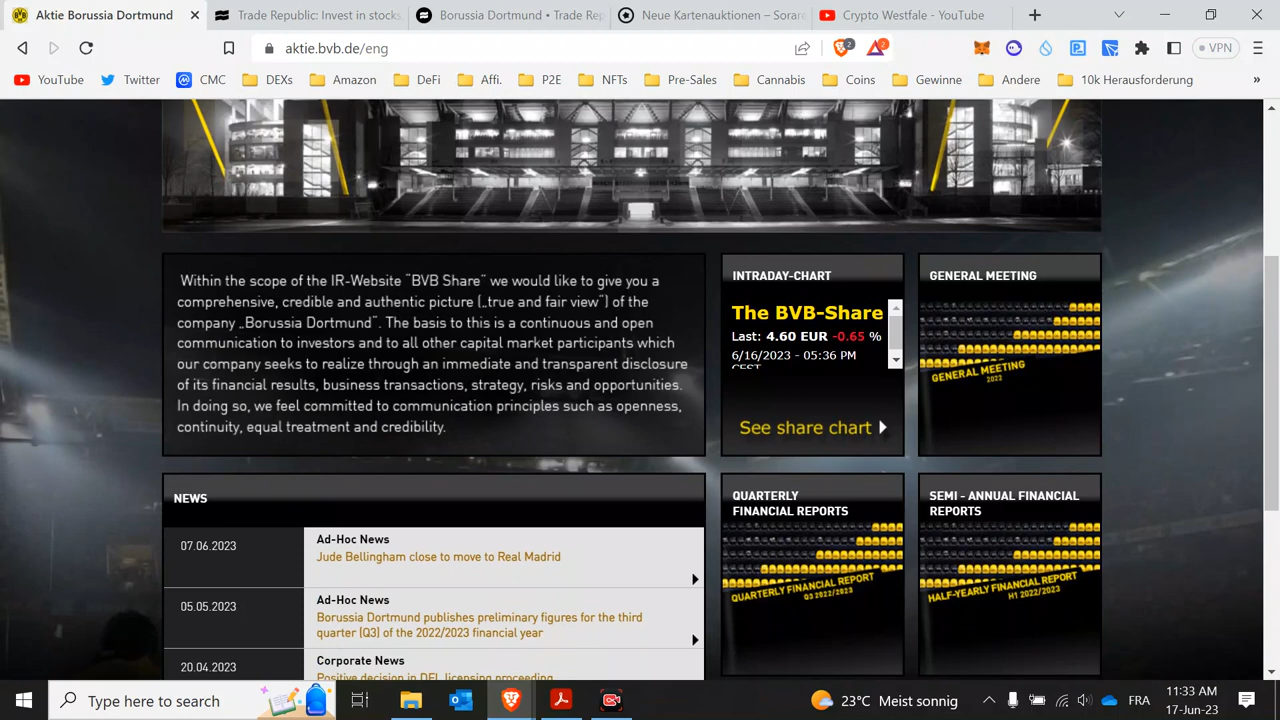 Aktie Borussia Dortmund
Trade Republic: Invest in stocks,
Borussia Dortmund • Trade Rep
Neue Kartenauktionen – Sorare
Crypto Westfale - YouTube
aktie.bvb.de/eng
2
2
VPN
YouTube
Twitter
CMC
DEXs
Amazon
DeFi
Affi.
P2E
NFTs
Pre-Sales
Cannabis
Coins
Gewinne
Andere
10k Herausforderung
»
Within the scope of the IR-Website "BVB Share" we would like to give you a
comprehensive, credible and authentic picture („true and fair view") of the
company „Borussia Dortmund". The basis to this is a continuous and open
communication to investors and to all other capital market participants which
our company seeks to realize through an immediate and transparent disclosure
of its financial results, business transactions, strategy, risks and opportunities.
In doing so, we feel committed to communication principles such as openness,
continuity, equal treatment and credibility.
INTRADAY-CHART
The BVB-Share
Last: 4.60 EUR -0.65 %
6/16/2023 - 05:36 PM
CEST
See share chart
GENERAL MEETING
GENERAL MEETING
2022
NEWS
07.06.2023
Ad-Hoc News
Jude Bellingham close to move to Real Madrid
05.05.2023
Ad-Hoc News
Borussia Dortmund publishes preliminary figures for the third
quarter (Q3) of the 2022/2023 financial year
20.04.2023
Corporate News
Positive decision in DFL licensing proceeding
QUARTERLY
FINANCIAL REPORTS
QUARTERLY FINANCIAL REPORT
Q3 2022/2023
SEMI - ANNUAL FINANCIAL
REPORTS
HALF-YEARLY FINANCIAL REPORT
H1 2022/2023
Type here to search
23°C Meist sonnig
FRA
11:33 AM
17-Jun-23